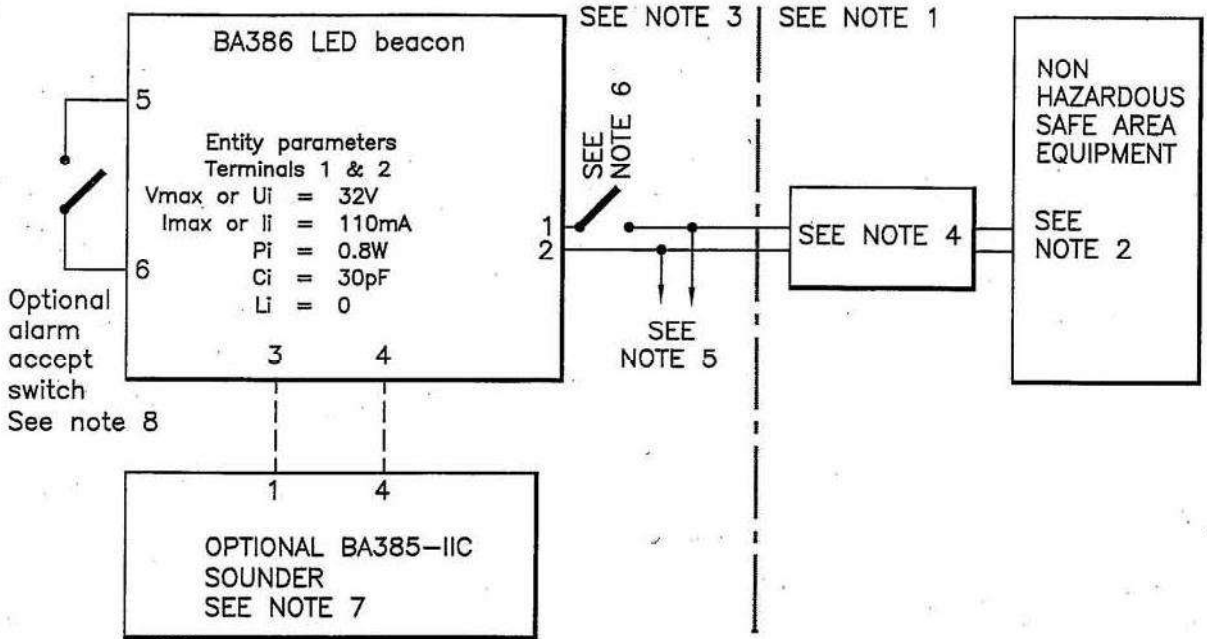 SEE NOTE 3
SEE NOTE 1
BA386 LED beacon
5
6
Entity parameters
Terminals 1 & 2
Vmax or Ui = 32V
Imax or Ii = 110mA
Pi = 0.8W
Ci = 30pF
Li = 0
3 4
1
2
SEE
NOTE 6
SEE
NOTE 5
SEE NOTE 4
NON
HAZARDOUS
SAFE AREA
EQUIPMENT
SEE
NOTE 2
Optional
alarm
accept
switch
See note 8
1 4
OPTIONAL BA385-IIC
SOUNDER
SEE NOTE 7